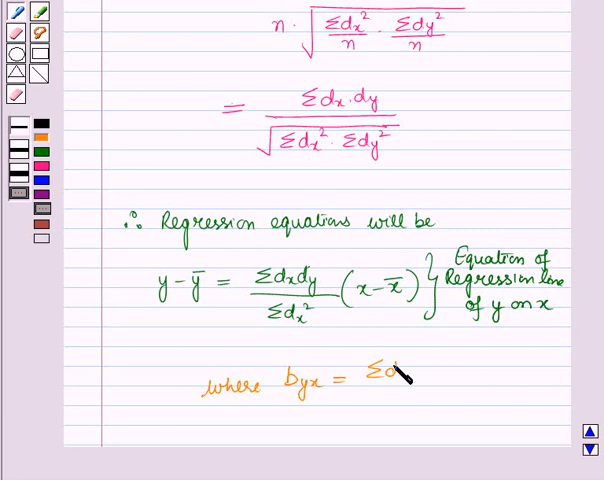 n · √(Σdx²/n · Σdy²/n)
= Σdx·dy / √(Σdx² · Σdy²)
∴ Regression equations will be
y - ȳ = Σdxdy / Σdx² (x - x̄) } Equation of
Regression line
of y on x
where byx = Σd